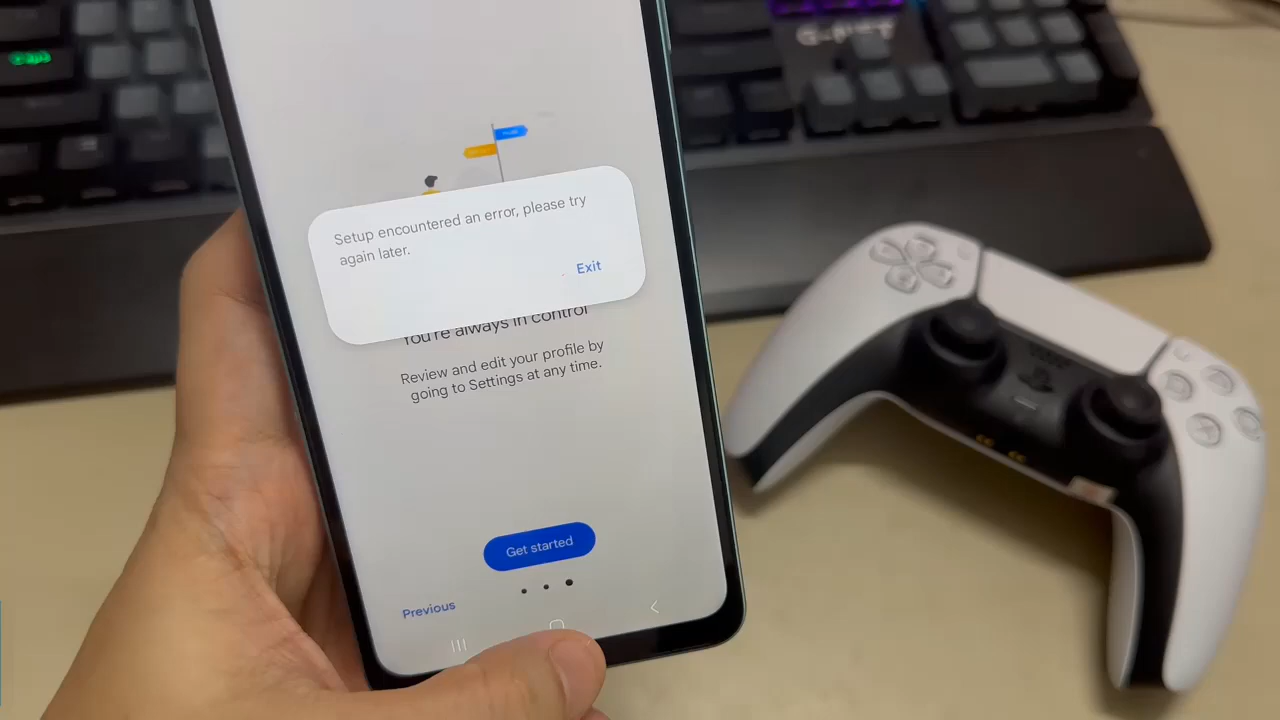 Caps
Setup encountered an error, please try
again later.
Exit
You're always in control
Review and edit your profile by
going to Settings at any time.
Get started
Previous